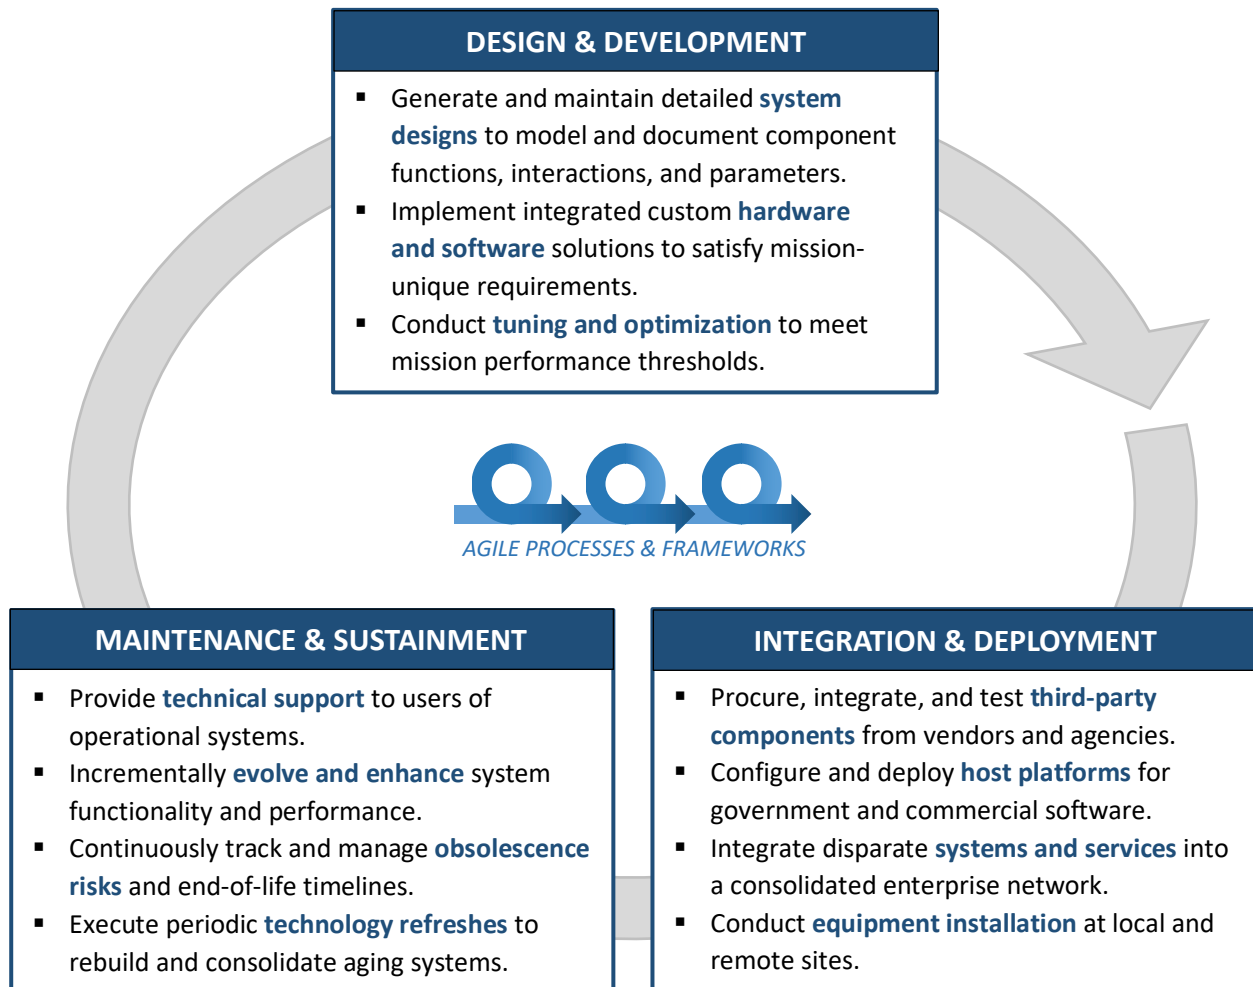 DESIGN & DEVELOPMENT
▪ Generate and maintain detailed system
designs to model and document component
functions, interactions, and parameters.
▪ Implement integrated custom hardware
and software solutions to satisfy mission-
unique requirements.
▪ Conduct tuning and optimization to meet
mission performance thresholds.
AGILE PROCESSES & FRAMEWORKS
MAINTENANCE & SUSTAINMENT
▪ Provide technical support to users of
operational systems.
▪ Incrementally evolve and enhance system
functionality and performance.
▪ Continuously track and manage obsolescence
risks and end-of-life timelines.
▪ Execute periodic technology refreshes to
rebuild and consolidate aging systems.
INTEGRATION & DEPLOYMENT
▪ Procure, integrate, and test third-party
components from vendors and agencies.
▪ Configure and deploy host platforms for
government and commercial software.
▪ Integrate disparate systems and services into
a consolidated enterprise network.
▪ Conduct equipment installation at local and
remote sites.